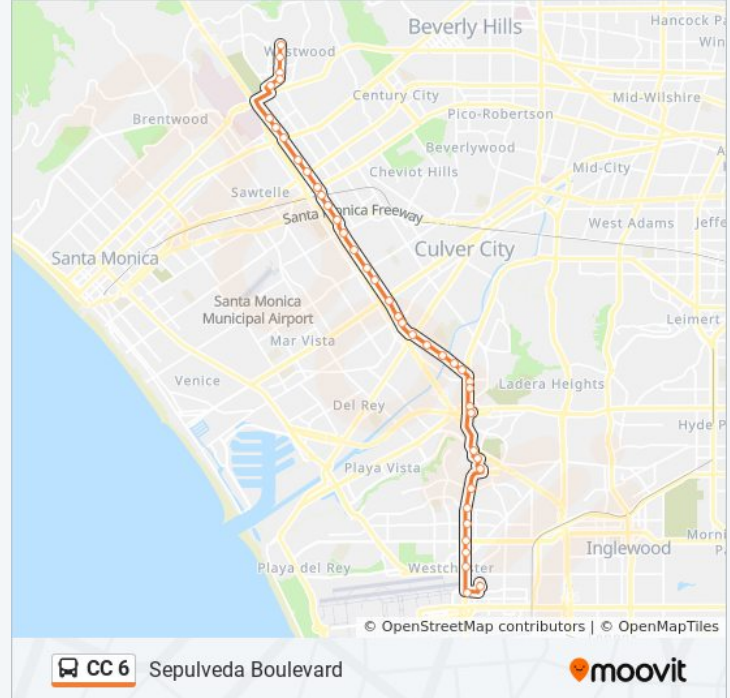 Beverly Hills
Hancock Pa
Westwood
Win
Century City
Mid-Wilshire
Brentwood
Pico-Robertson
Beverlywood
A
Cheviot Hills
Mid-City
Sawtelle
Santa Monica Freeway
West Adams
Jeffe
Santa Monica
Culver City
Santa Monica
Municipal Airport
Leimert
Mar Vista
Venice
Ladera Heights
Del Rey
Hyde P
Playa Vista
Morni
P
Inglewood
Playa del Rey
Westchester
© OpenStreetMap contributors | © OpenMapTiles
CC 6 Sepulveda Boulevard
moovit